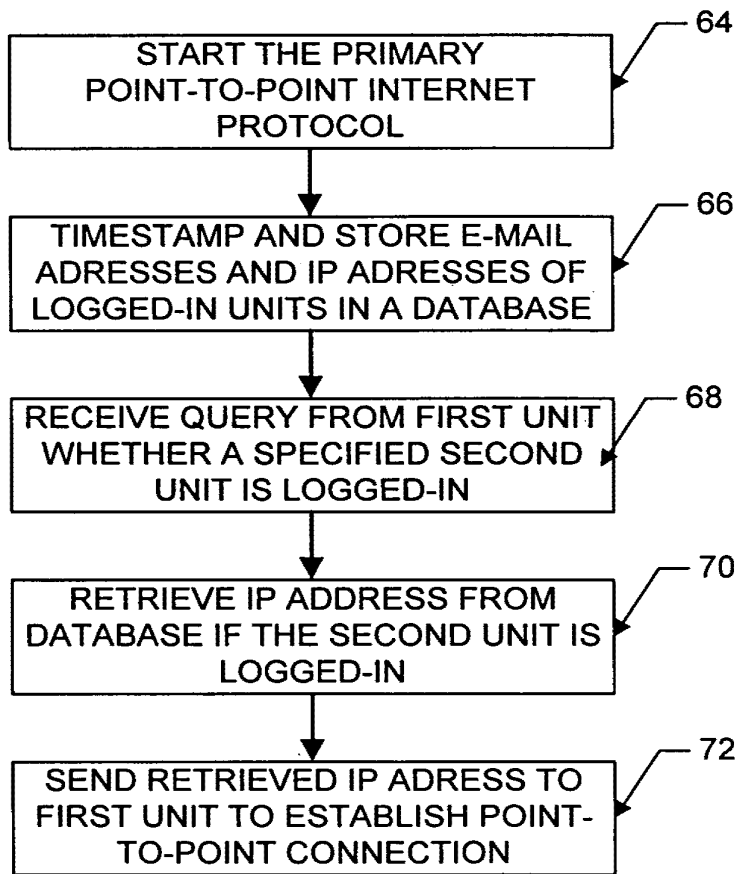 START THE PRIMARY
POINT-TO-POINT INTERNET
PROTOCOL
64
TIMESTAMP AND STORE E-MAIL
ADRESSES AND IP ADRESSES OF
LOGGED-IN UNITS IN A DATABASE
66
RECEIVE QUERY FROM FIRST UNIT
WHETHER A SPECIFIED SECOND
UNIT IS LOGGED-IN
68
RETRIEVE IP ADDRESS FROM
DATABASE IF THE SECOND UNIT IS
LOGGED-IN
70
SEND RETRIEVED IP ADRESS TO
FIRST UNIT TO ESTABLISH POINT-
TO-POINT CONNECTION
72